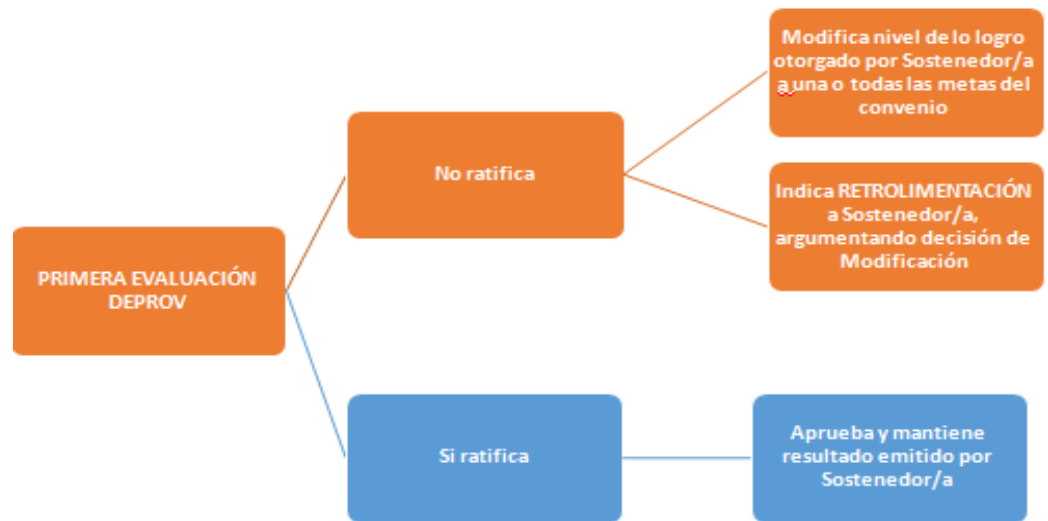 Modifica nivel de lo logro
otorgado por Sostenedor/a
a una o todas las metas del
convenio
No ratifica
Indica RETROLIMENTACIÓN
a Sostenedor/a,
argumentando decisión de
Modificación
PRIMERA EVALUACIÓN
DEPROV
Si ratifica
Aprueba y mantiene
resultado emitido por
Sostenedor/a